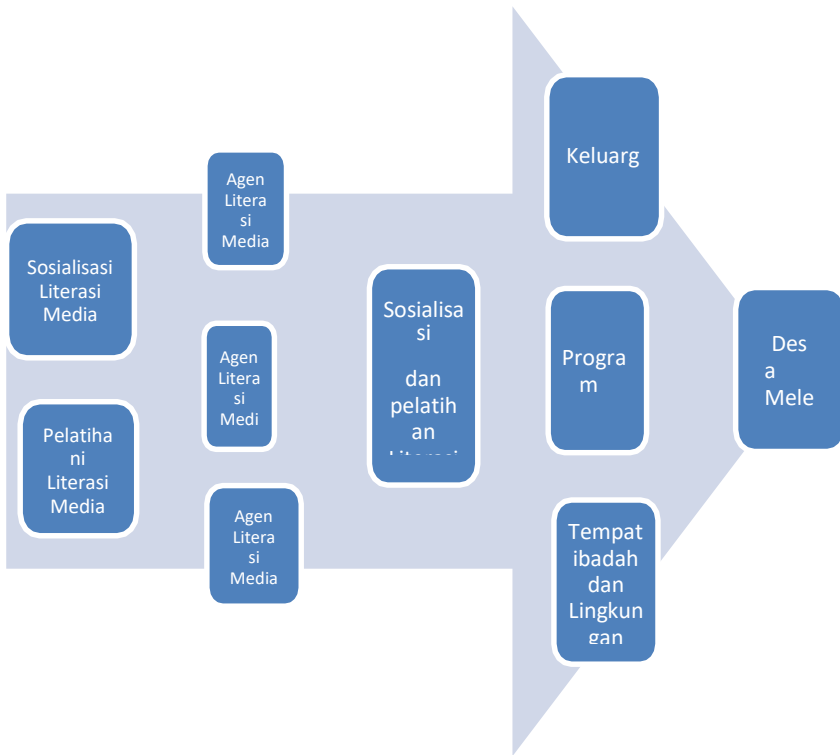 Sosialisasi
Literasi
Media
Pelatiha
ni
Literasi
Media
Agen
Litera
si
Media
Agen
Litera
si
Medi
Agen
Litera
si
Media
Sosialisa
si
dan
pelatih
an
Literasi
Keluarg
Progra
m
Tempat
ibadah
dan
Lingkun
gan
Des
a
Mele